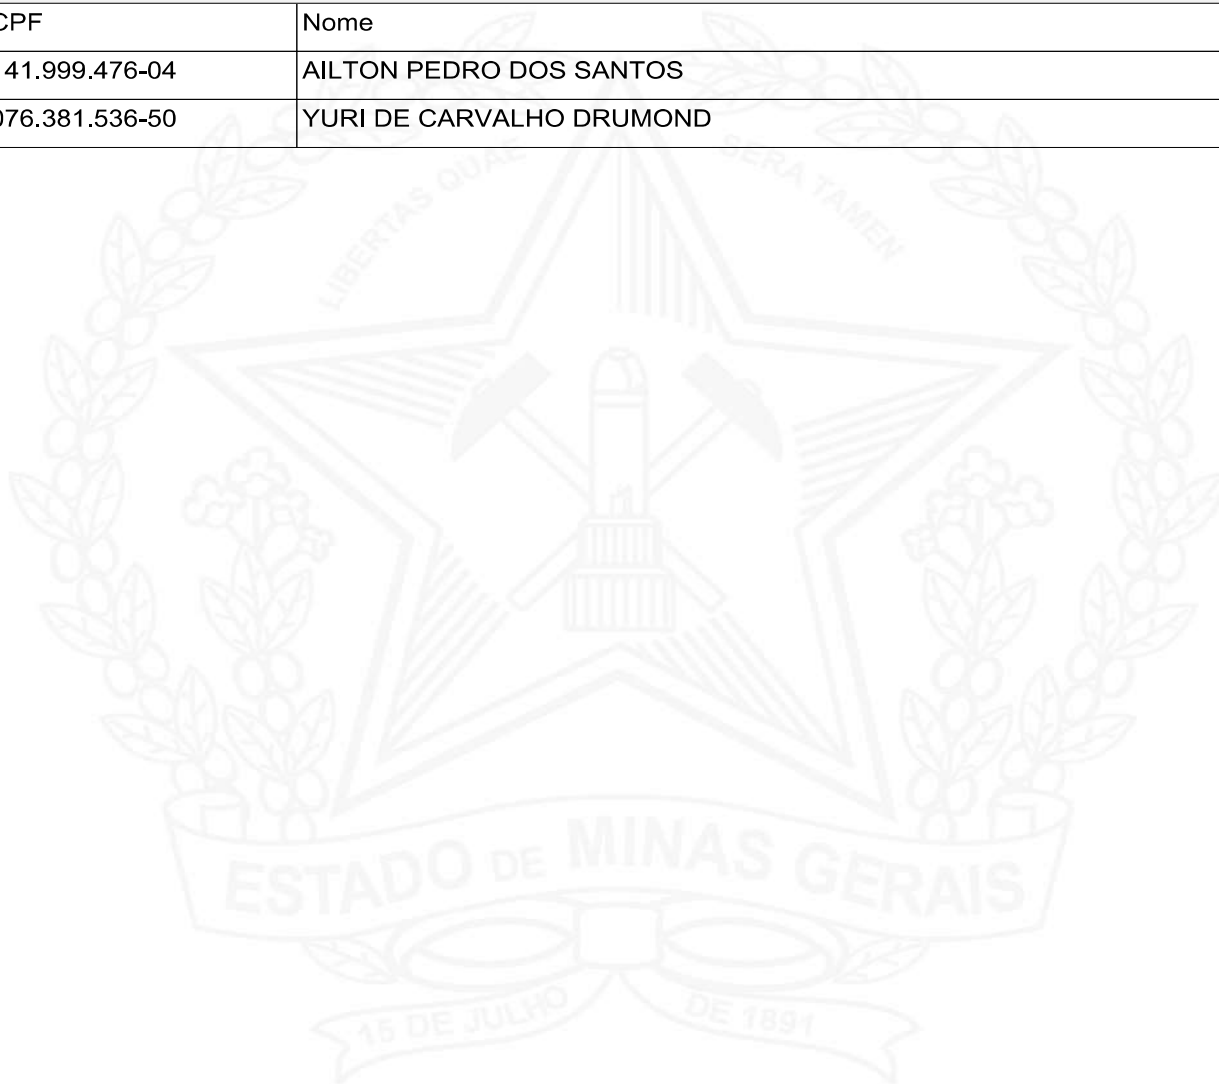 CPF Nome
41.999.476-04 AILTON PEDRO DOS SANTOS
076.381.536-50 YURI DE CARVALHO DRUMOND
LIBERTAS QUAE SERA TAMEN
ESTADO DE MINAS GERAIS
15 DE JULHO DE 1891